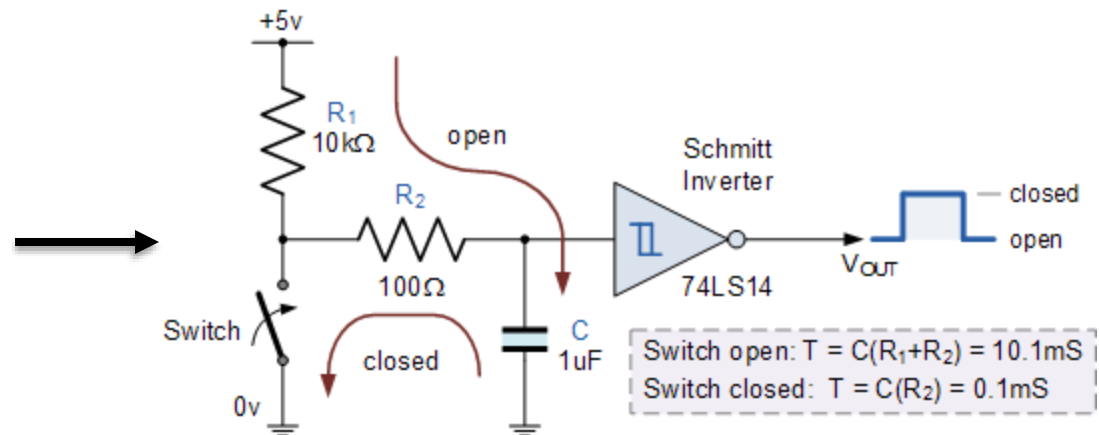 +5v
R₁
10kΩ
open
R₂
100Ω
Schmitt
Inverter
closed
open
V_OUT
74LS14
Switch
closed
C
1uF
0v
Switch open: T = C(R₁+R₂) = 10.1mS
Switch closed: T = C(R₂) = 0.1mS